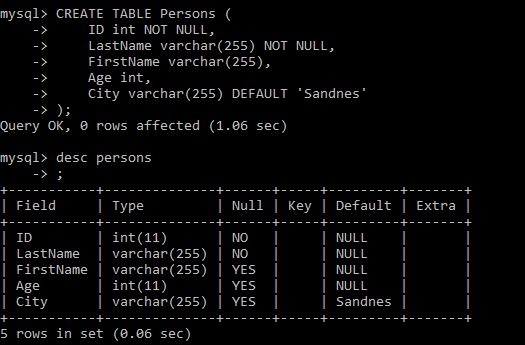 mysql> CREATE TABLE Persons (
    ->     ID int NOT NULL,
    ->     LastName varchar(255) NOT NULL,
    ->     FirstName varchar(255),
    ->     Age int,
    ->     City varchar(255) DEFAULT 'Sandnes'
    -> );
Query OK, 0 rows affected (1.06 sec)

mysql> desc persons
    -> ;
+-----------+--------------+------+-----+---------+-------+
| Field     | Type         | Null | Key | Default | Extra |
+-----------+--------------+------+-----+---------+-------+
| ID        | int(11)      | NO   |     | NULL    |       |
| LastName  | varchar(255) | NO   |     | NULL    |       |
| FirstName | varchar(255) | YES  |     | NULL    |       |
| Age       | int(11)      | YES  |     | NULL    |       |
| City      | varchar(255) | YES  |     | Sandnes |       |
+-----------+--------------+------+-----+---------+-------+
5 rows in set (0.06 sec)